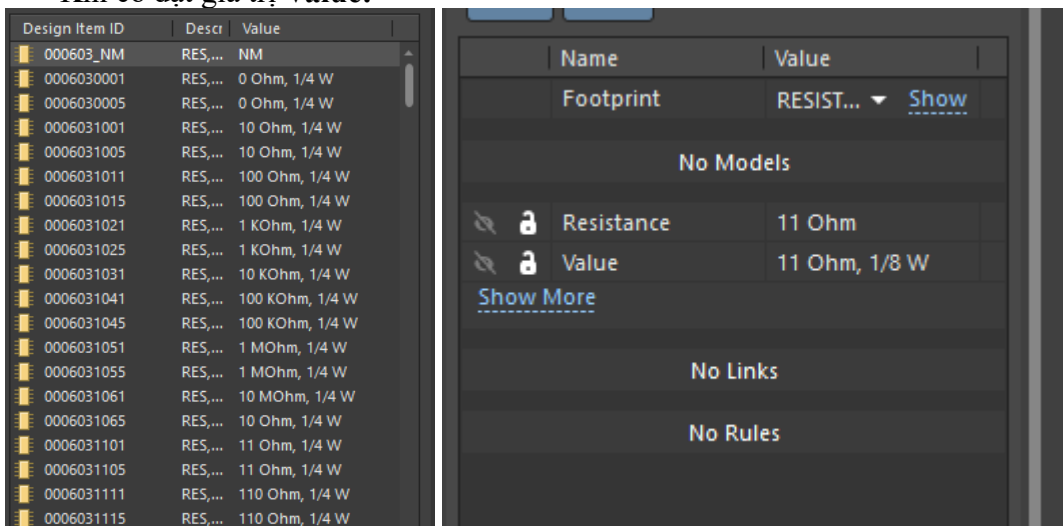 Khi có đặt giá trị Value.
Design Item ID Descr Value
000603_NM RES,... NM
0006030001 RES,... 0 Ohm, 1/4 W
0006030005 RES,... 0 Ohm, 1/4 W
0006031001 RES,... 10 Ohm, 1/4 W
0006031005 RES,... 10 Ohm, 1/4 W
0006031011 RES,... 100 Ohm, 1/4 W
0006031015 RES,... 100 Ohm, 1/4 W
0006031021 RES,... 1 KOhm, 1/4 W
0006031025 RES,... 1 KOhm, 1/4 W
0006031031 RES,... 10 KOhm, 1/4 W
0006031041 RES,... 100 KOhm, 1/4 W
0006031045 RES,... 100 KOhm, 1/4 W
0006031051 RES,... 1 MOhm, 1/4 W
0006031055 RES,... 1 MOhm, 1/4 W
0006031061 RES,... 10 MOhm, 1/4 W
0006031065 RES,... 10 Ohm, 1/4 W
0006031101 RES,... 11 Ohm, 1/4 W
0006031105 RES,... 11 Ohm, 1/4 W
0006031111 RES,... 110 Ohm, 1/4 W
0006031115 RES,... 110 Ohm, 1/4 W
Name Value
Footprint RESIST... Show
No Models
Resistance 11 Ohm
Value 11 Ohm, 1/8 W
Show More
No Links
No Rules